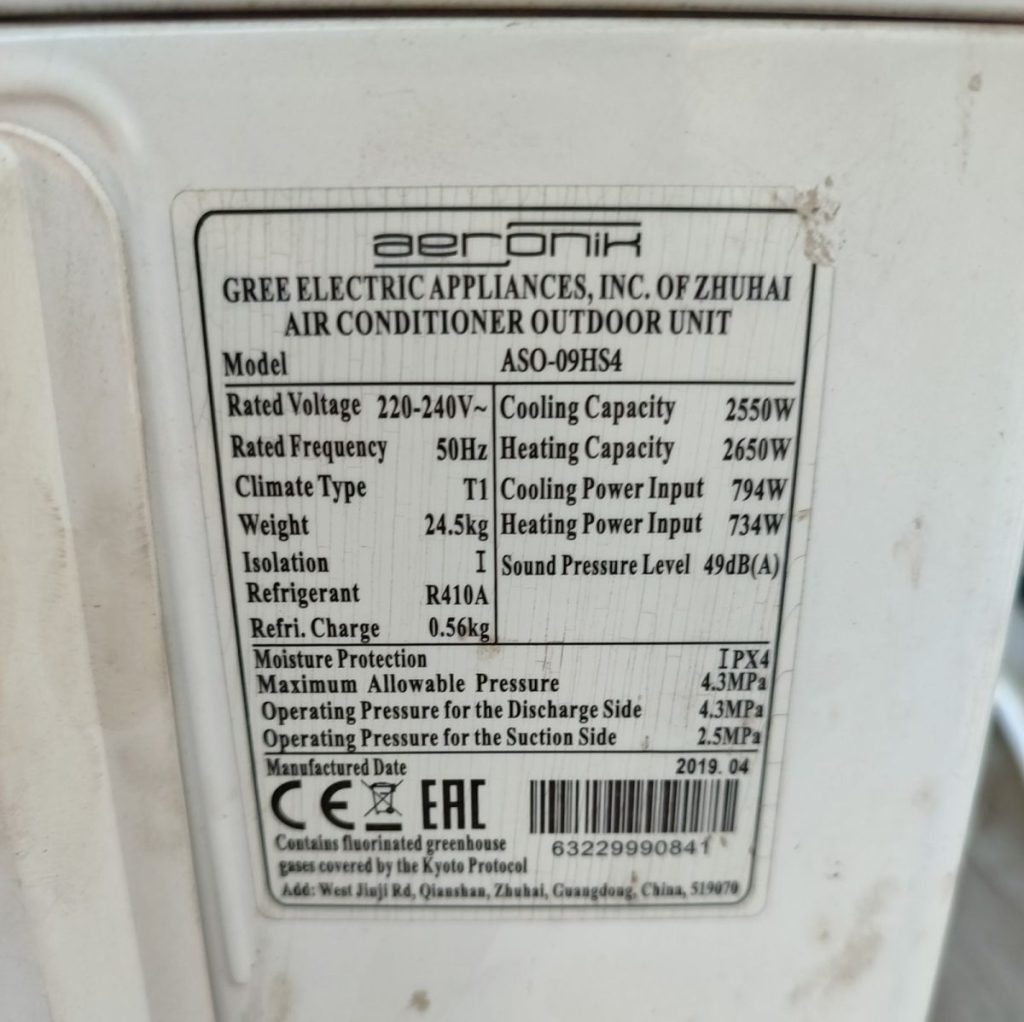 aeronik
GREE ELECTRIC APPLIANCES, INC. OF ZHUHAI
AIR CONDITIONER OUTDOOR UNIT
Model ASO-09HS4
Rated Voltage 220-240V~ Cooling Capacity 2550W
Rated Frequency 50Hz Heating Capacity 2650W
Climate Type T1 Cooling Power Input 794W
Weight 24.5kg Heating Power Input 734W
Isolation I Sound Pressure Level 49dB(A)
Refrigerant R410A
Refri. Charge 0.56kg
Moisture Protection IPX4
Maximum Allowable Pressure 4.3MPa
Operating Pressure for the Discharge Side 4.3MPa
Operating Pressure for the Suction Side 2.5MPa
Manufactured Date 2019. 04
CE EAC
Contains fluorinated greenhouse 63229990841
gases covered by the Kyoto Protocol
Add: West Jinji Rd, Qianshan, Zhuhai, Guangdong, China, 519070